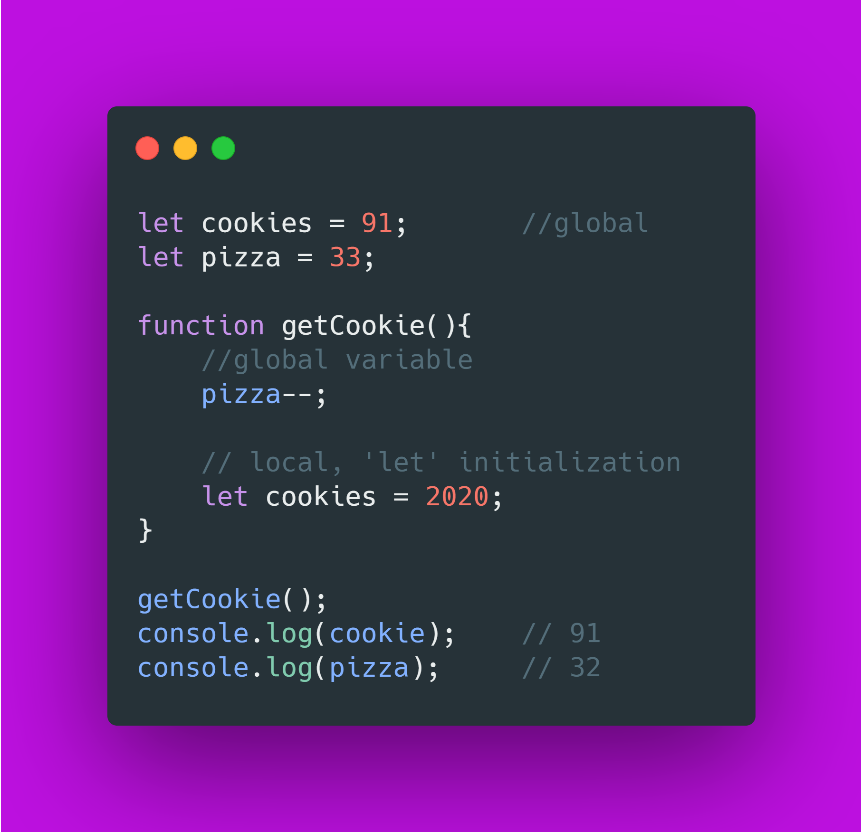 let cookies = 91;       //global
let pizza = 33;
function getCookie(){
    //global variable
    pizza--;
    // local, 'let' initialization
    let cookies = 2020;
}
getCookie();
console.log(cookie);    // 91
console.log(pizza);     // 32